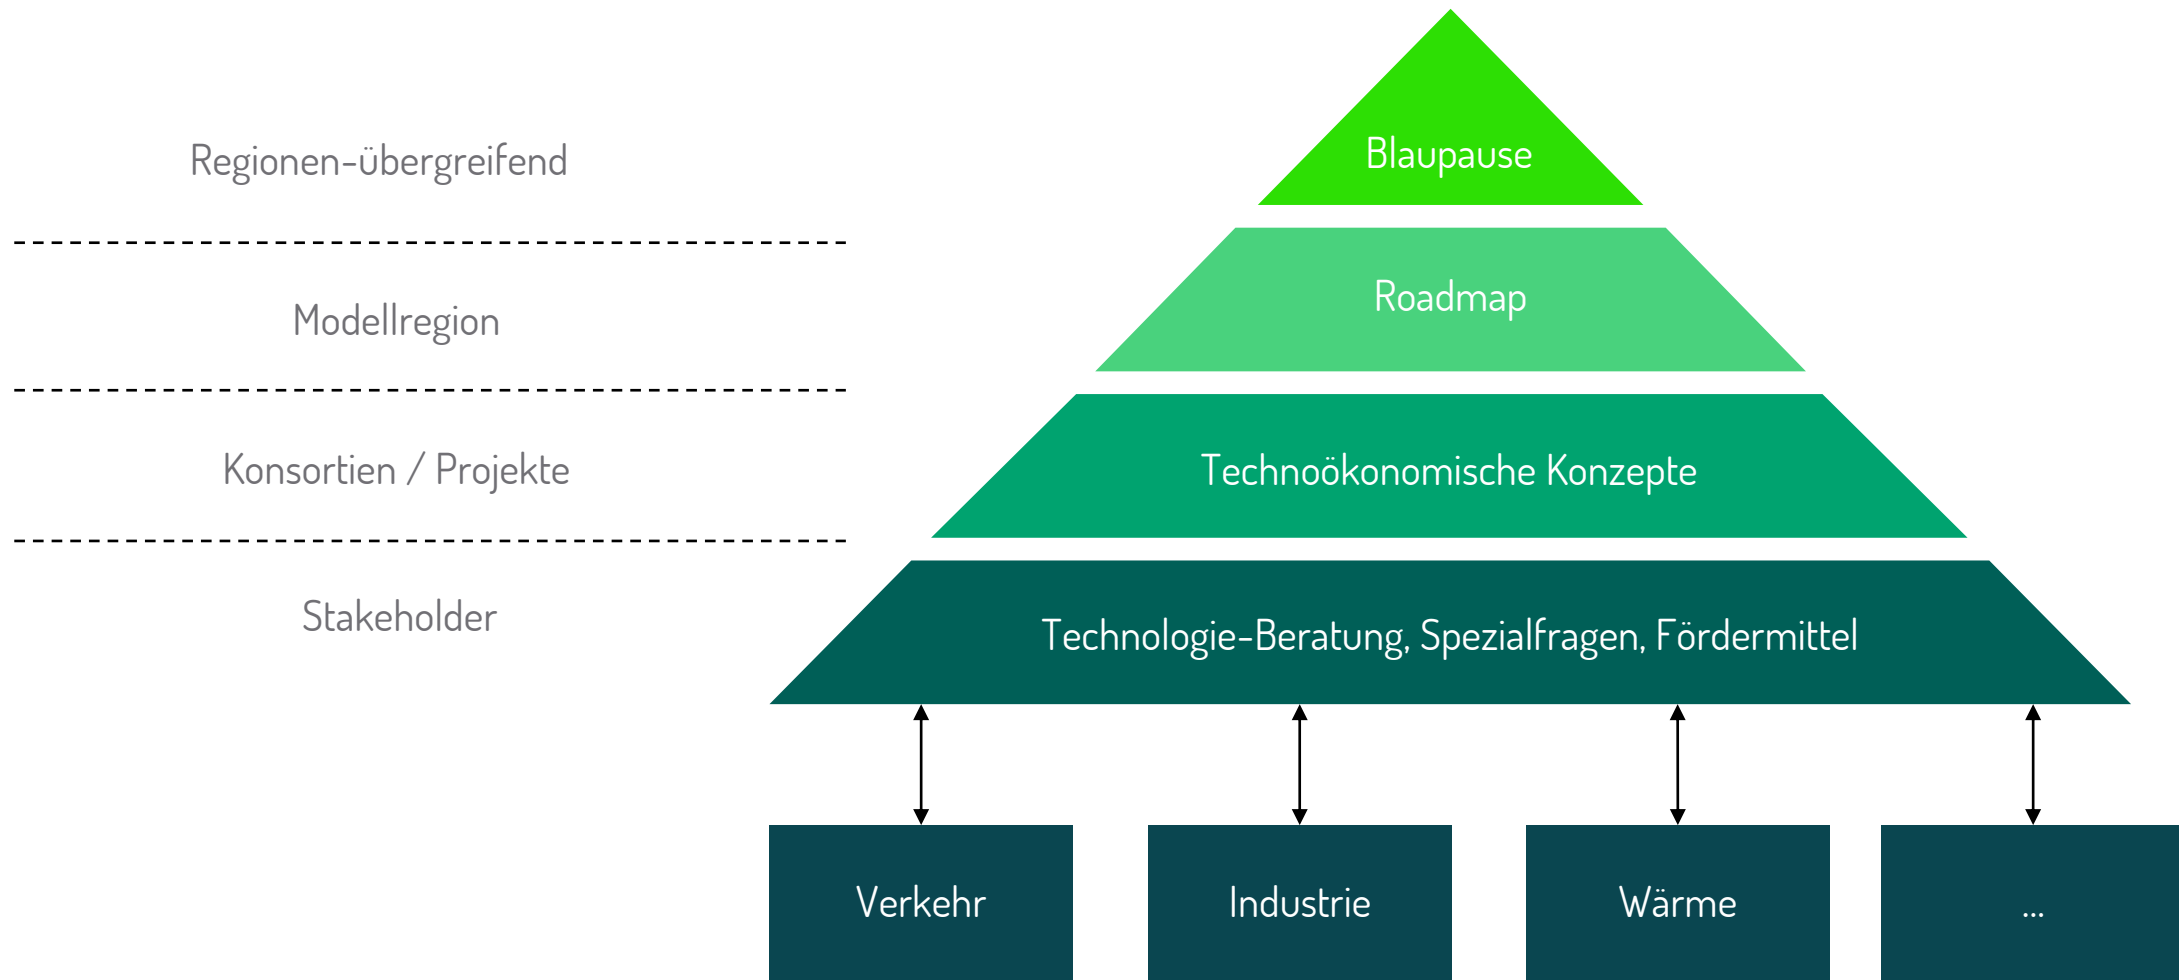 Regionen-übergreifend
Blaupause
Modellregion
Roadmap
Konsortien / Projekte
Technoökonomische Konzepte
Stakeholder
Technologie-Beratung, Spezialfragen, Fördermittel
Verkehr
Industrie
Wärme
...